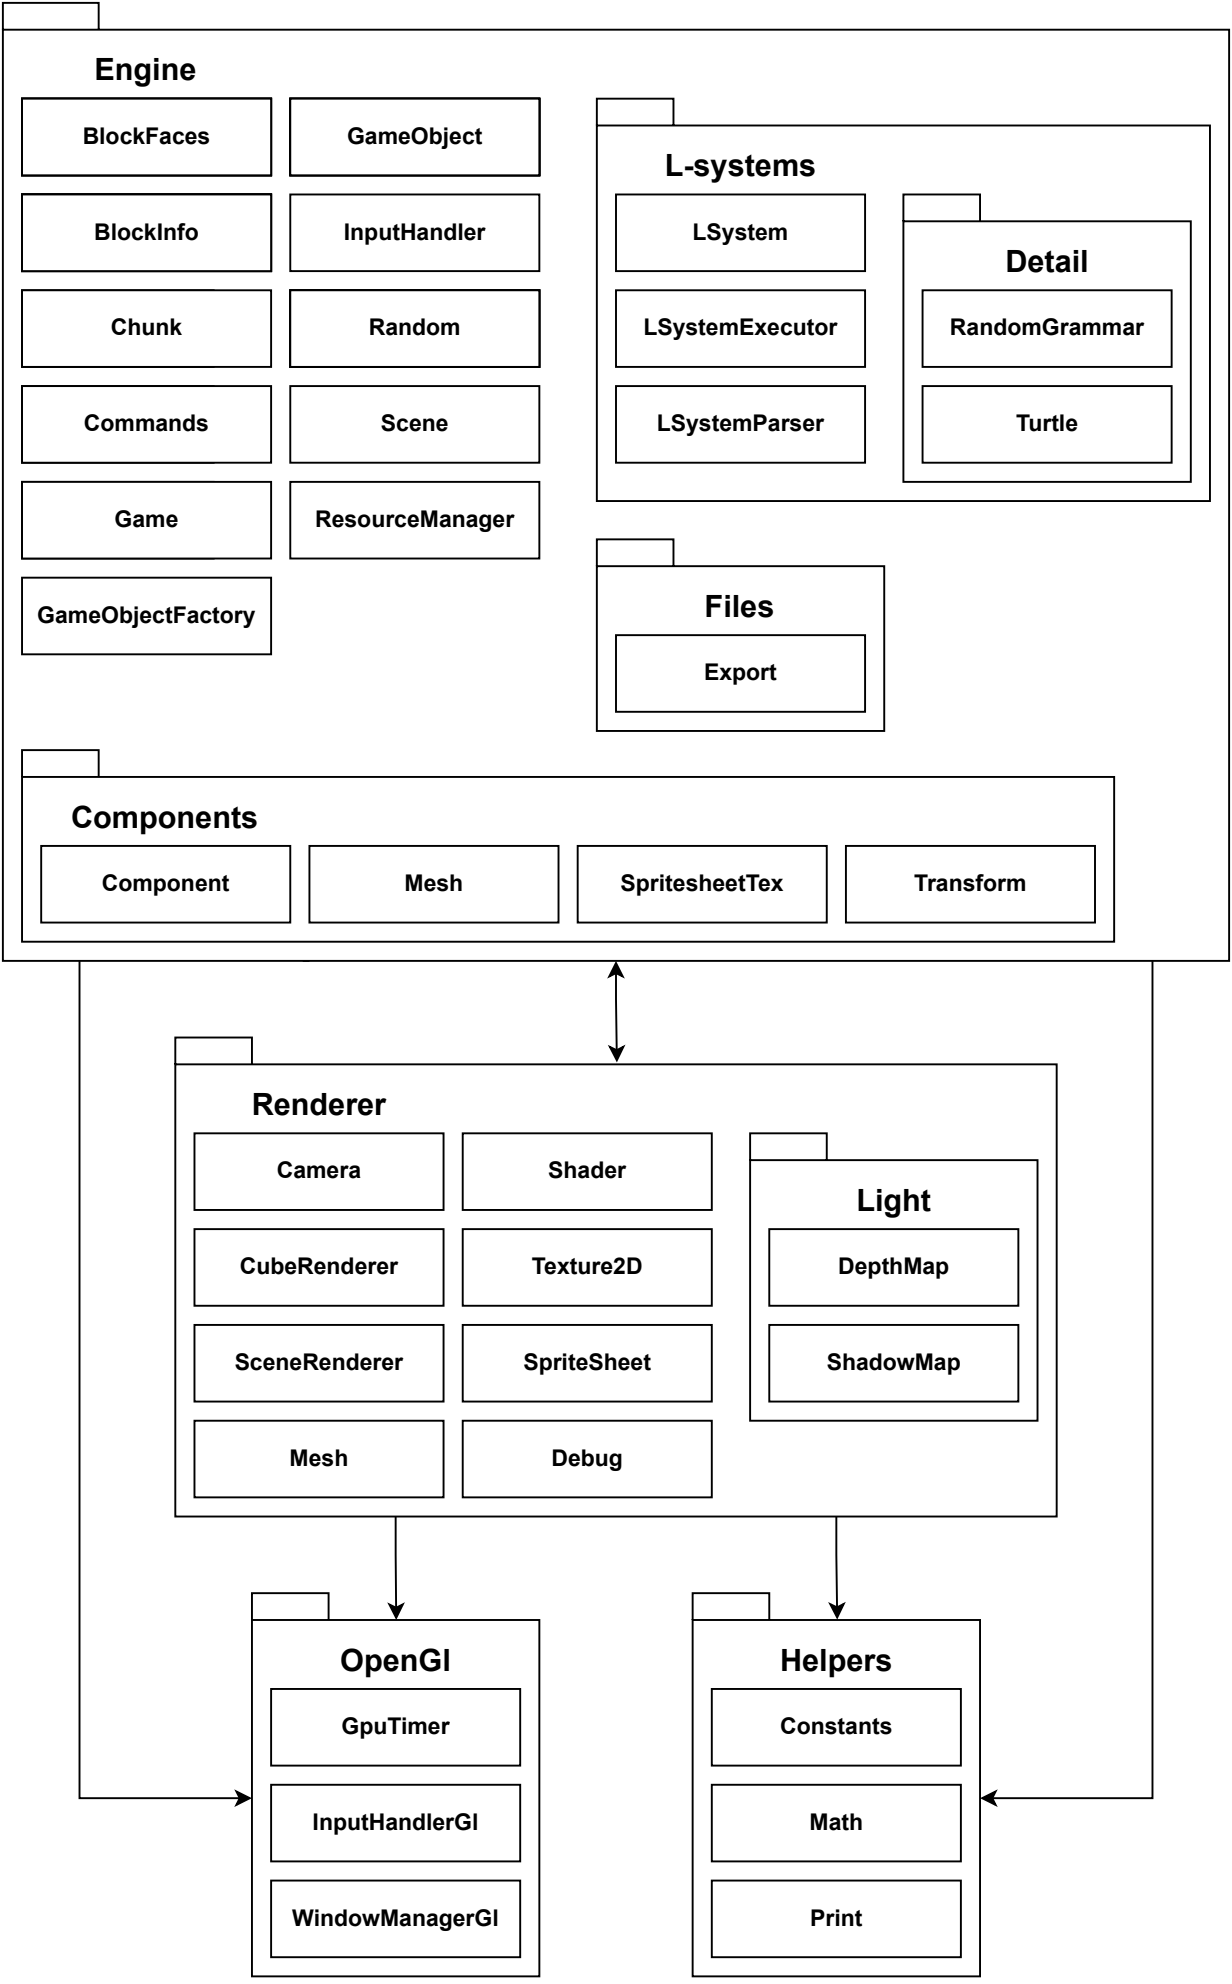 Engine
BlockFaces
GameObject
BlockInfo
InputHandler
Chunk
Random
Commands
Scene
Game
ResourceManager
GameObjectFactory
L-systems
LSystem
LSystemExecutor
LSystemParser
Detail
RandomGrammar
Turtle
Files
Export
Components
Component
Mesh
SpritesheetTex
Transform
Renderer
Camera
Shader
CubeRenderer
Texture2D
SceneRenderer
SpriteSheet
Mesh
Debug
Light
DepthMap
ShadowMap
OpenGl
GpuTimer
InputHandlerGl
WindowManagerGl
Helpers
Constants
Math
Print